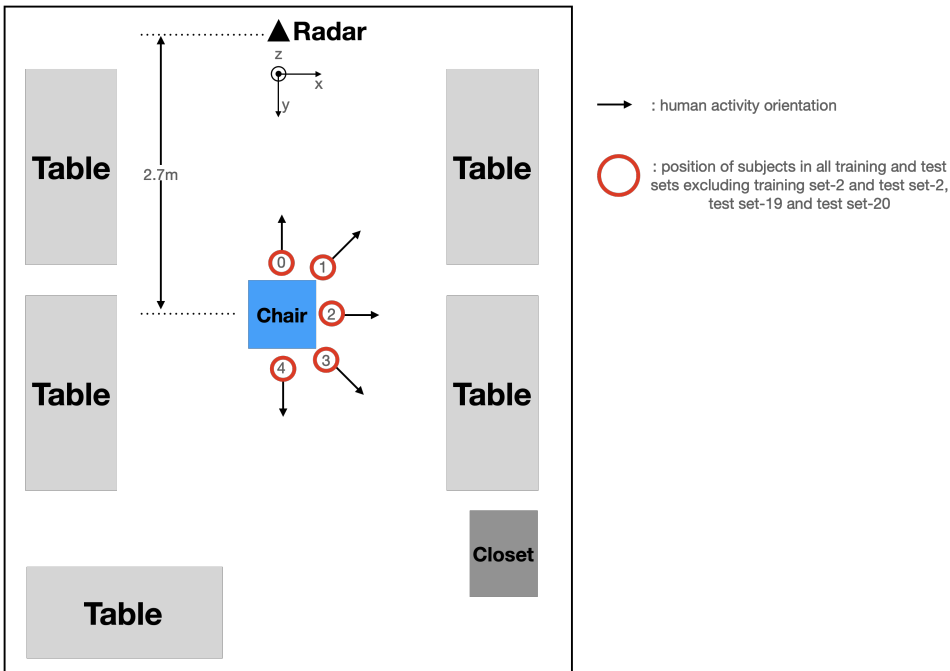 Radar
z
x
y
Table
Table
2.7m
: human activity orientation
: position of subjects in all training and test
sets excluding training set-2 and test set-2,
test set-19 and test set-20
0
1
Chair
2
3
4
Table
Table
Closet
Table